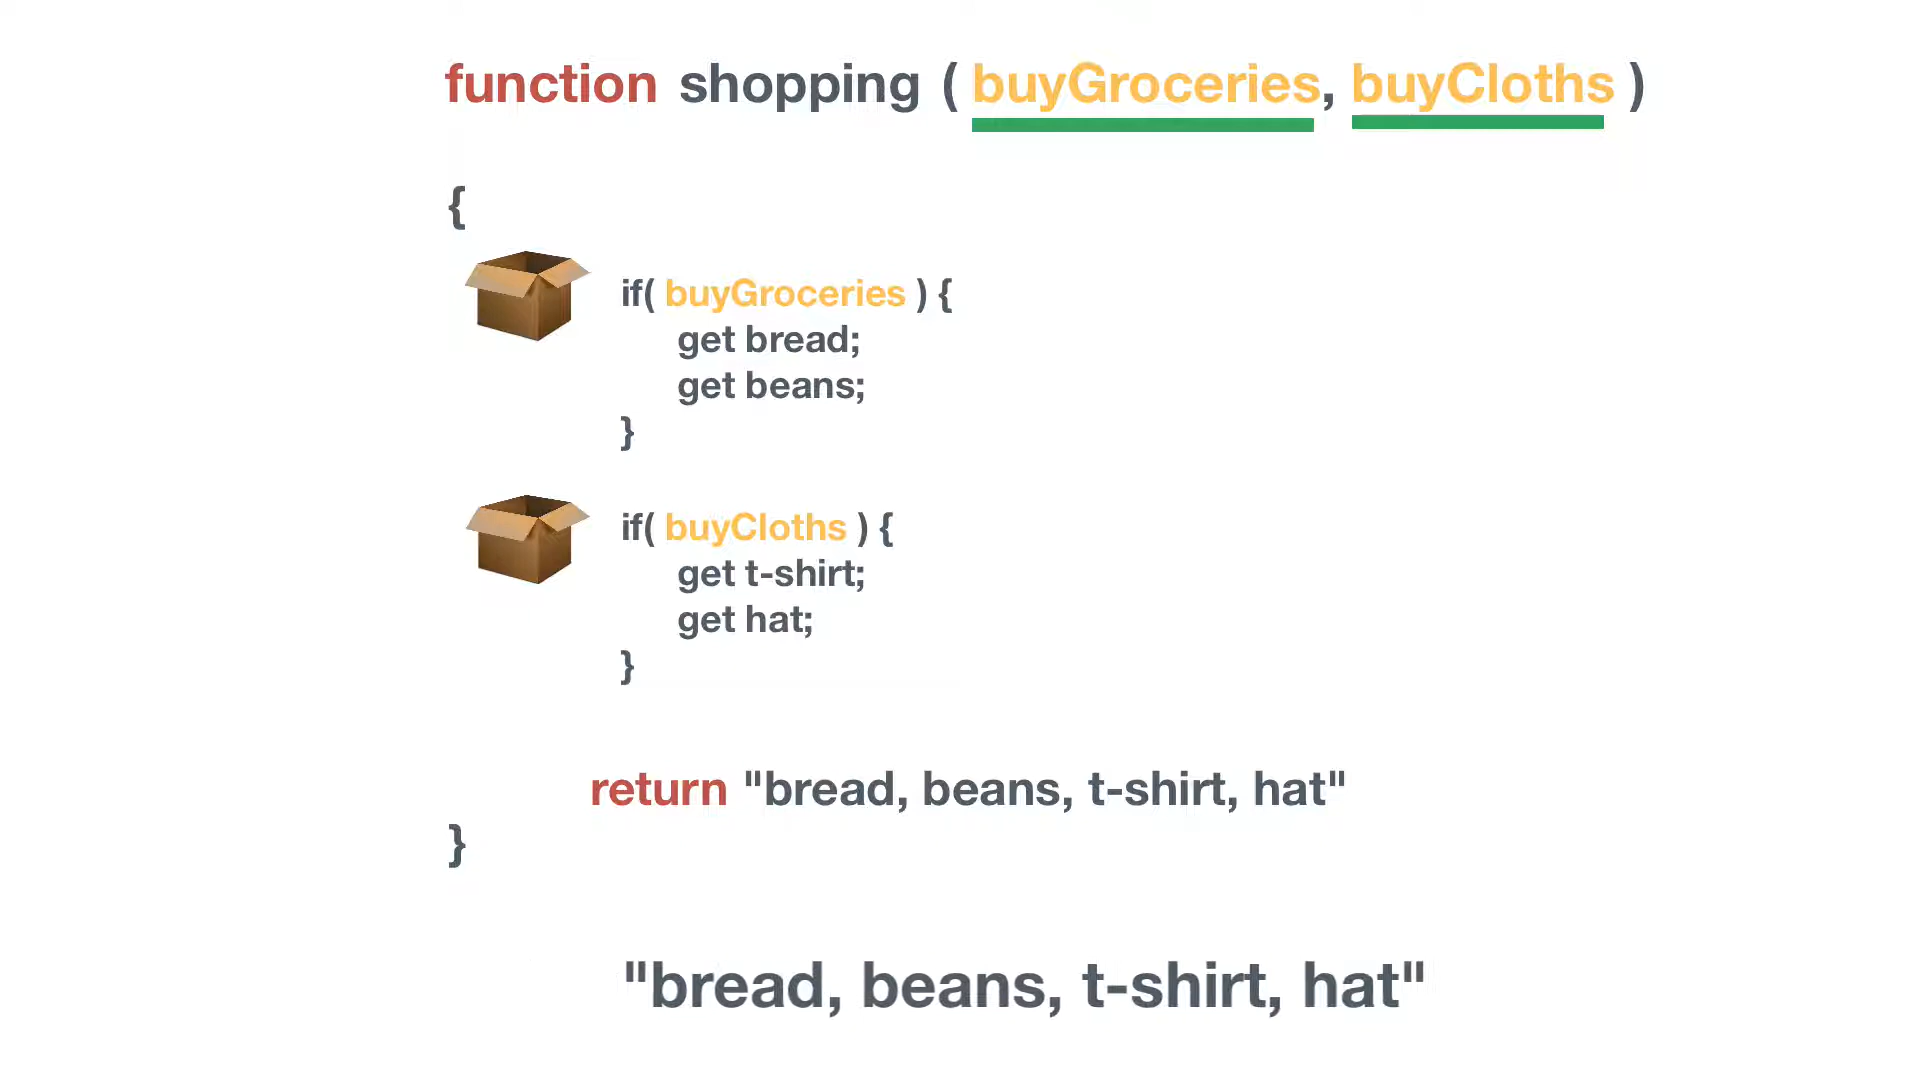 function shopping ( buyGroceries, buyCloths )
{
if( buyGroceries ) {
get bread;
get beans;
}
if( buyCloths ) {
get t-shirt;
get hat;
}
return "bread, beans, t-shirt, hat"
}
"bread, beans, t-shirt, hat"